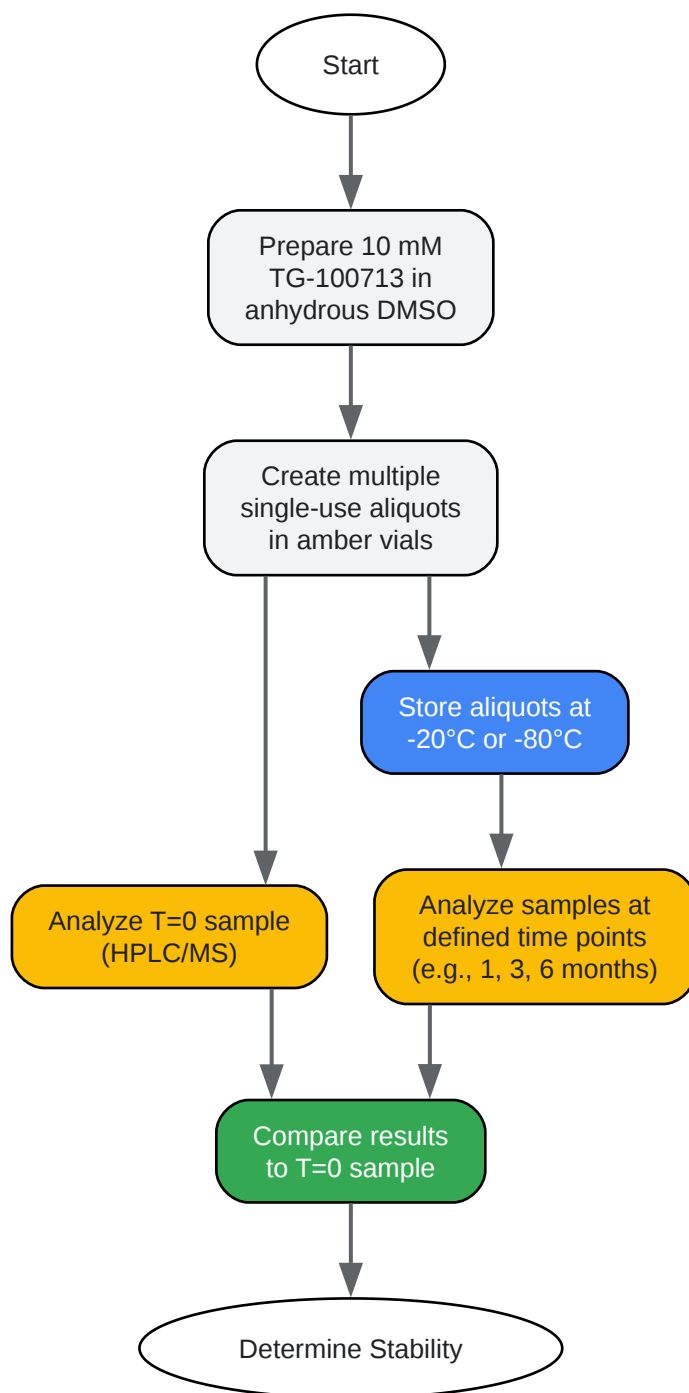 Start
Prepare 10 mM
TG-100713 in
anhydrous DMSO
Create multiple
single-use aliquots
in amber vials
Store aliquots at
-20°C or -80°C
Analyze T=0 sample
(HPLC/MS)
Analyze samples at
defined time points
(e.g., 1, 3, 6 months)
Compare results
to T=0 sample
Determine Stability